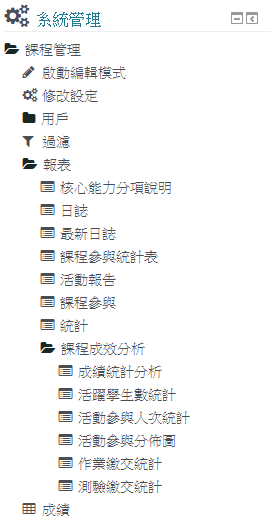 系統管理
課程管理
啟動編輯模式
修改設定
用戶
過濾
報表
核心能力分項說明
日誌
最新日誌
課程參與統計表
活動報告
課程參與
統計
課程成效分析
成績統計分析
活躍學生數統計
活動參與人次統計
活動參與分佈圖
作業繳交統計
測驗繳交統計
成績